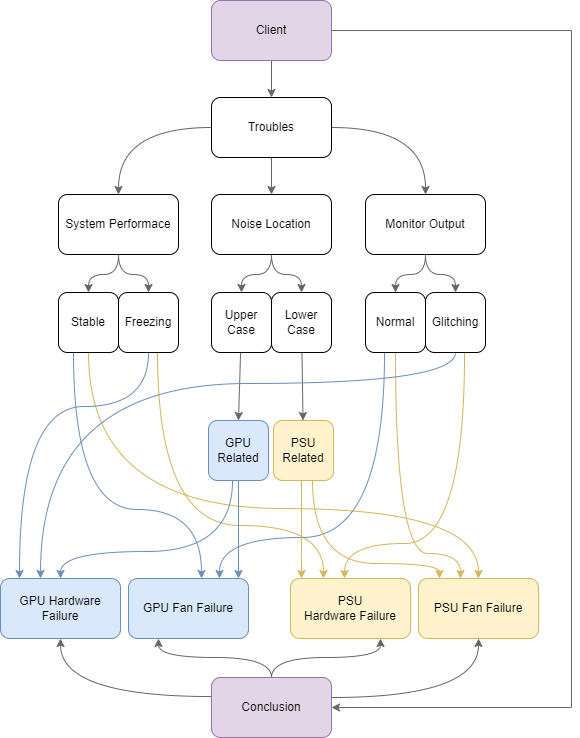 Client
Troubles
System Performace
Noise Location
Monitor Output
Stable
Freezing
Upper
Case
Lower
Case
Normal
Glitching
GPU
Related
PSU
Related
GPU Hardware
Failure
GPU Fan Failure
PSU
Hardware Failure
PSU Fan Failure
Conclusion